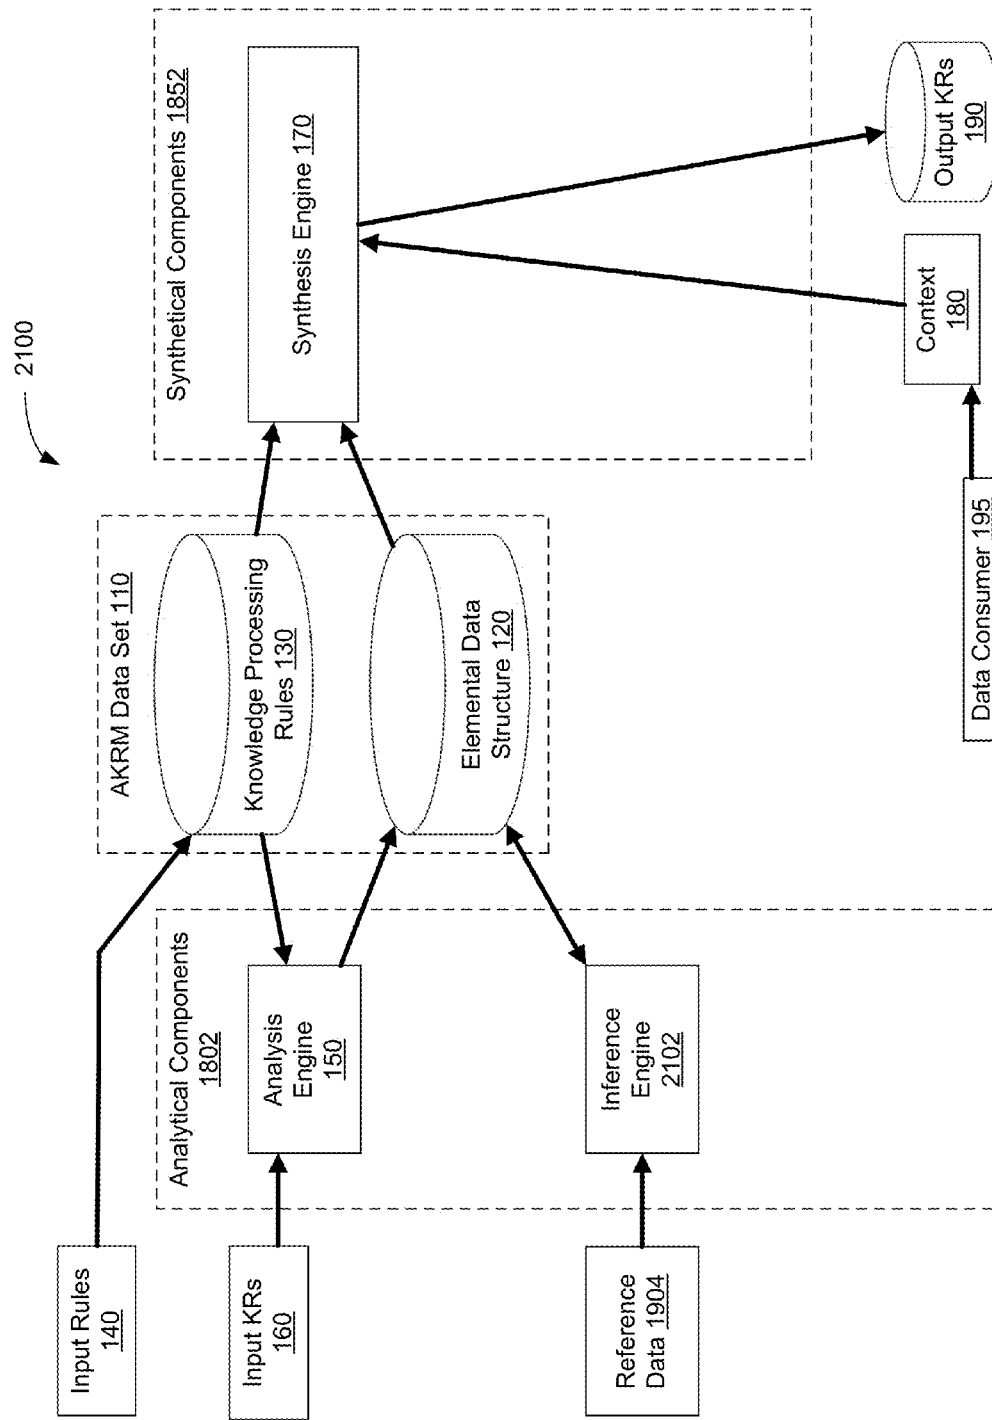 2100
Input Rules
140
Input KRs
160
Reference
Data 1904
Analytical Components
1802
Analysis
Engine
150
Inference
Engine
2102
AKRM Data Set 110
Knowledge Processing
Rules 130
Elemental Data
Structure 120
Synthetical Components 1852
Synthesis Engine 170
Data Consumer 195
Context
180
Output KRs
190